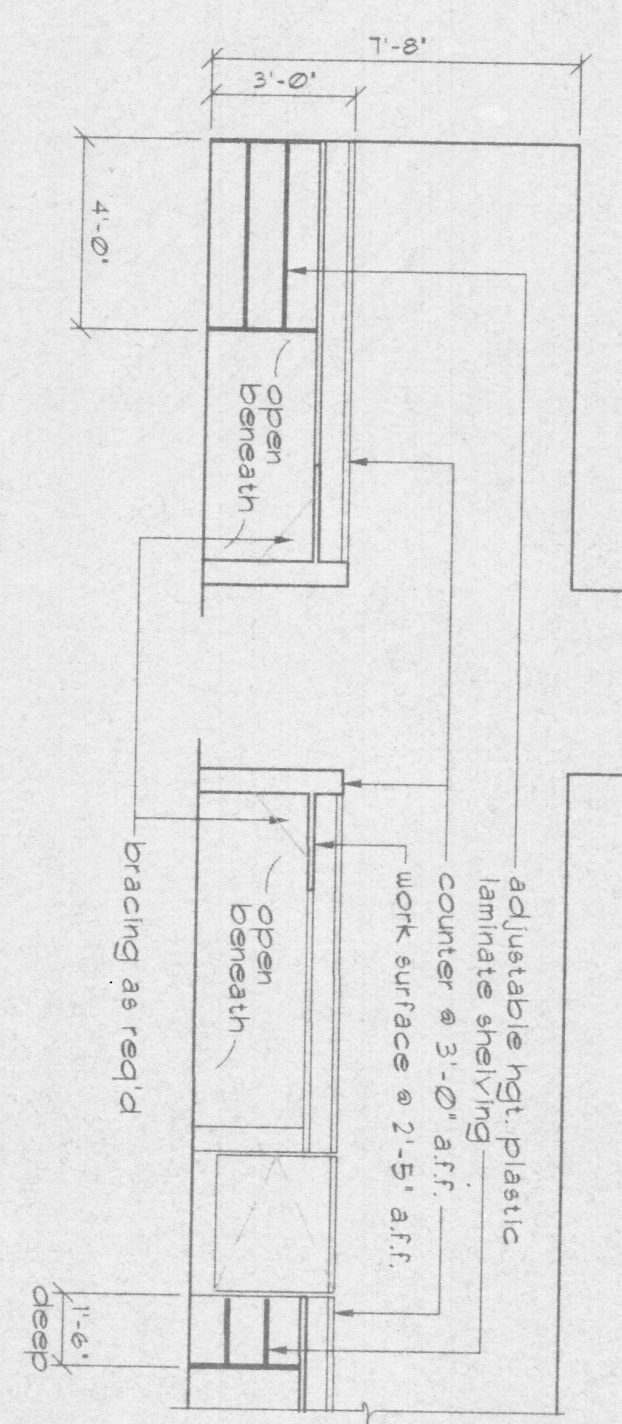 7'-8"
3'-0"
4'-0"
open
beneath
open
beneath
bracing as req'd
adjustable hgt. plastic
laminate shelving
counter @ 3'-0" a.f.f.
work surface @ 2'-5" a.f.f.
1'-6"
deep